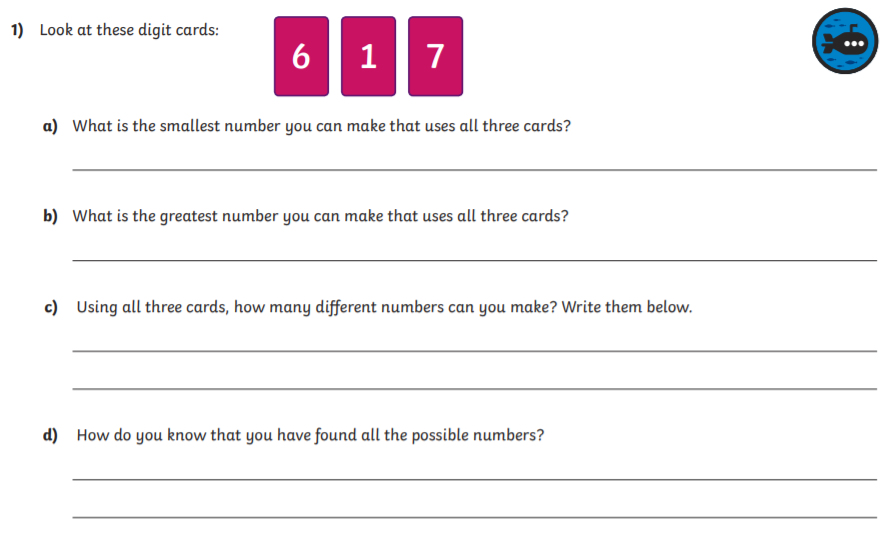 1) Look at these digit cards:
6 1 7
a) What is the smallest number you can make that uses all three cards?
b) What is the greatest number you can make that uses all three cards?
c) Using all three cards, how many different numbers can you make? Write them below.
d) How do you know that you have found all the possible numbers?